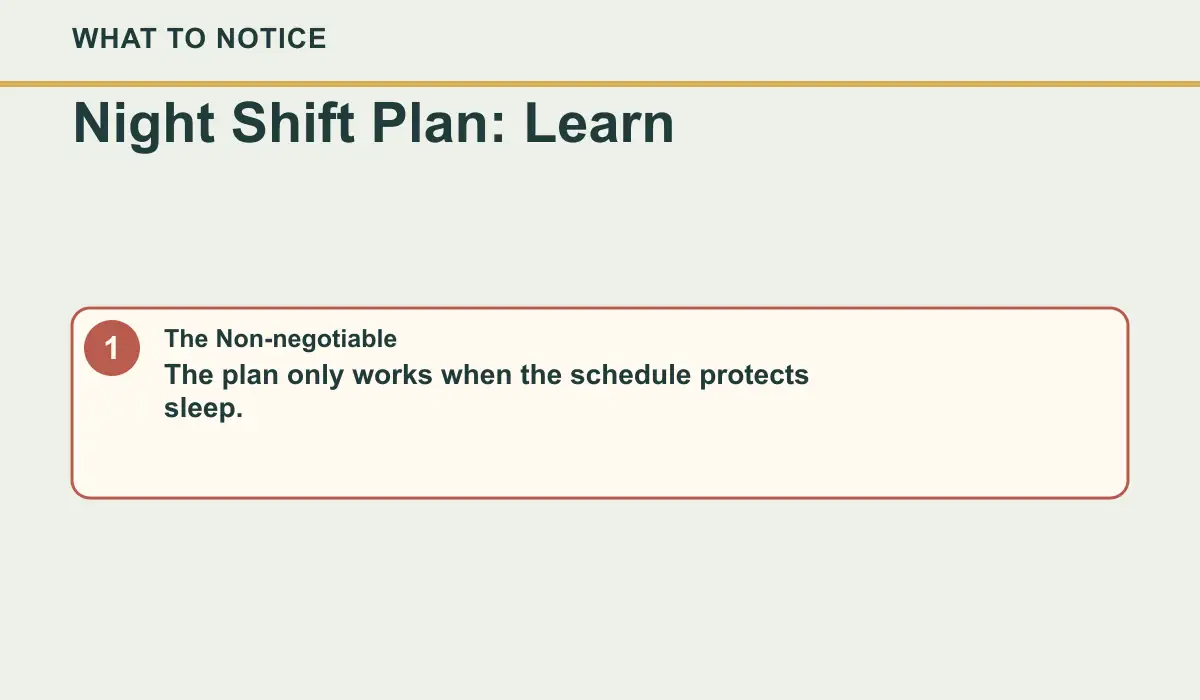 WHAT TO NOTICE
Night Shift Plan: Learn
1
The Non-negotiable
The plan only works when the schedule protects
sleep.